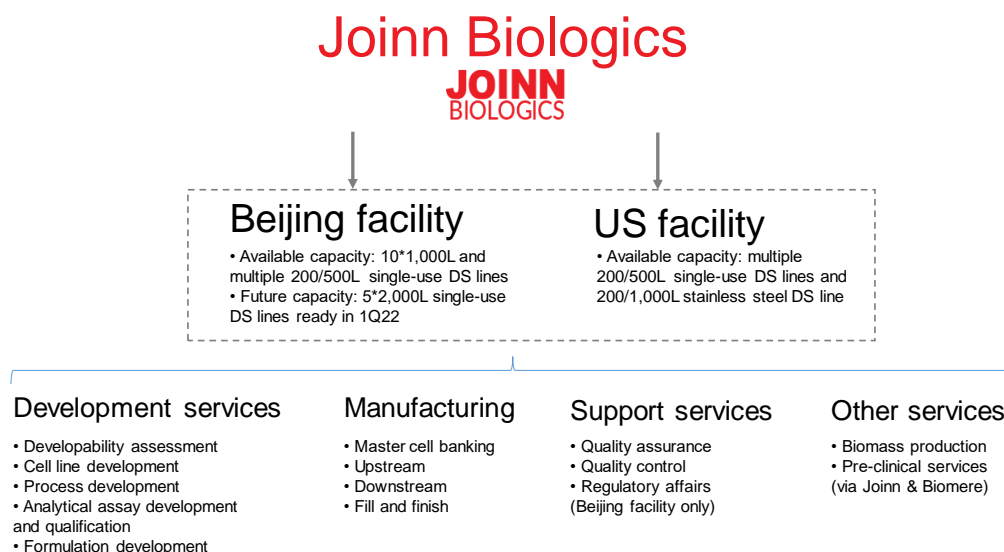 Joinn Biologics
JOINN
BIOLOGICS
Beijing facility
• Available capacity: 10*1,000L and
multiple 200/500L single-use DS lines
• Future capacity: 5*2,000L single-use
DS lines ready in 1Q22
US facility
• Available capacity: multiple
200/500L single-use DS lines and
200/1,000L stainless steel DS line
Development services
• Developability assessment
• Cell line development
• Process development
• Analytical assay development
and qualification
• Formulation development
Manufacturing
• Master cell banking
• Upstream
• Downstream
• Fill and finish
Support services
• Quality assurance
• Quality control
• Regulatory affairs
(Beijing facility only)
Other services
• Biomass production
• Pre-clinical services
(via Joinn & Biomere)